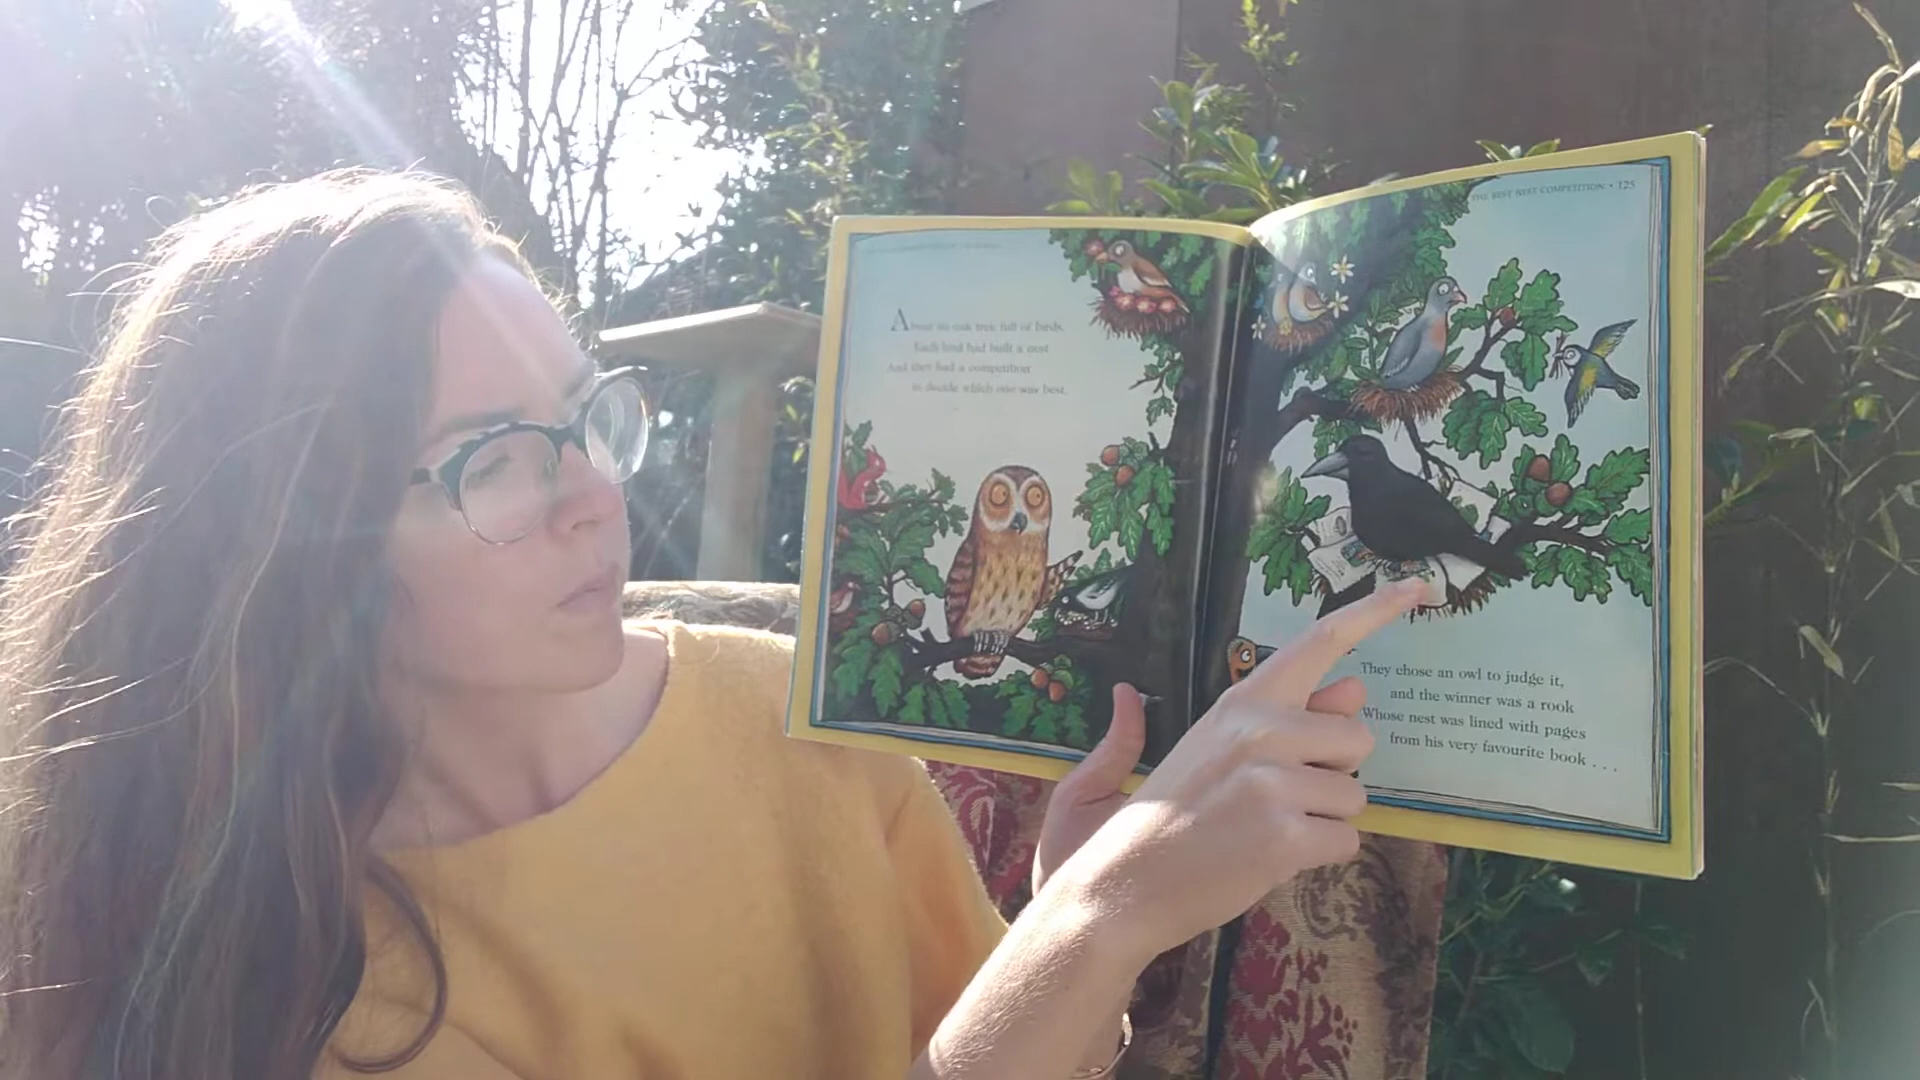 THE BEST NEST COMPETITION • 125
About an oak tree full of birds.
Each bird had built a nest
And they had a competition
to decide which one was best.
They chose an owl to judge it,
and the winner was a rook
Whose nest was lined with pages
from his very favourite book . . .